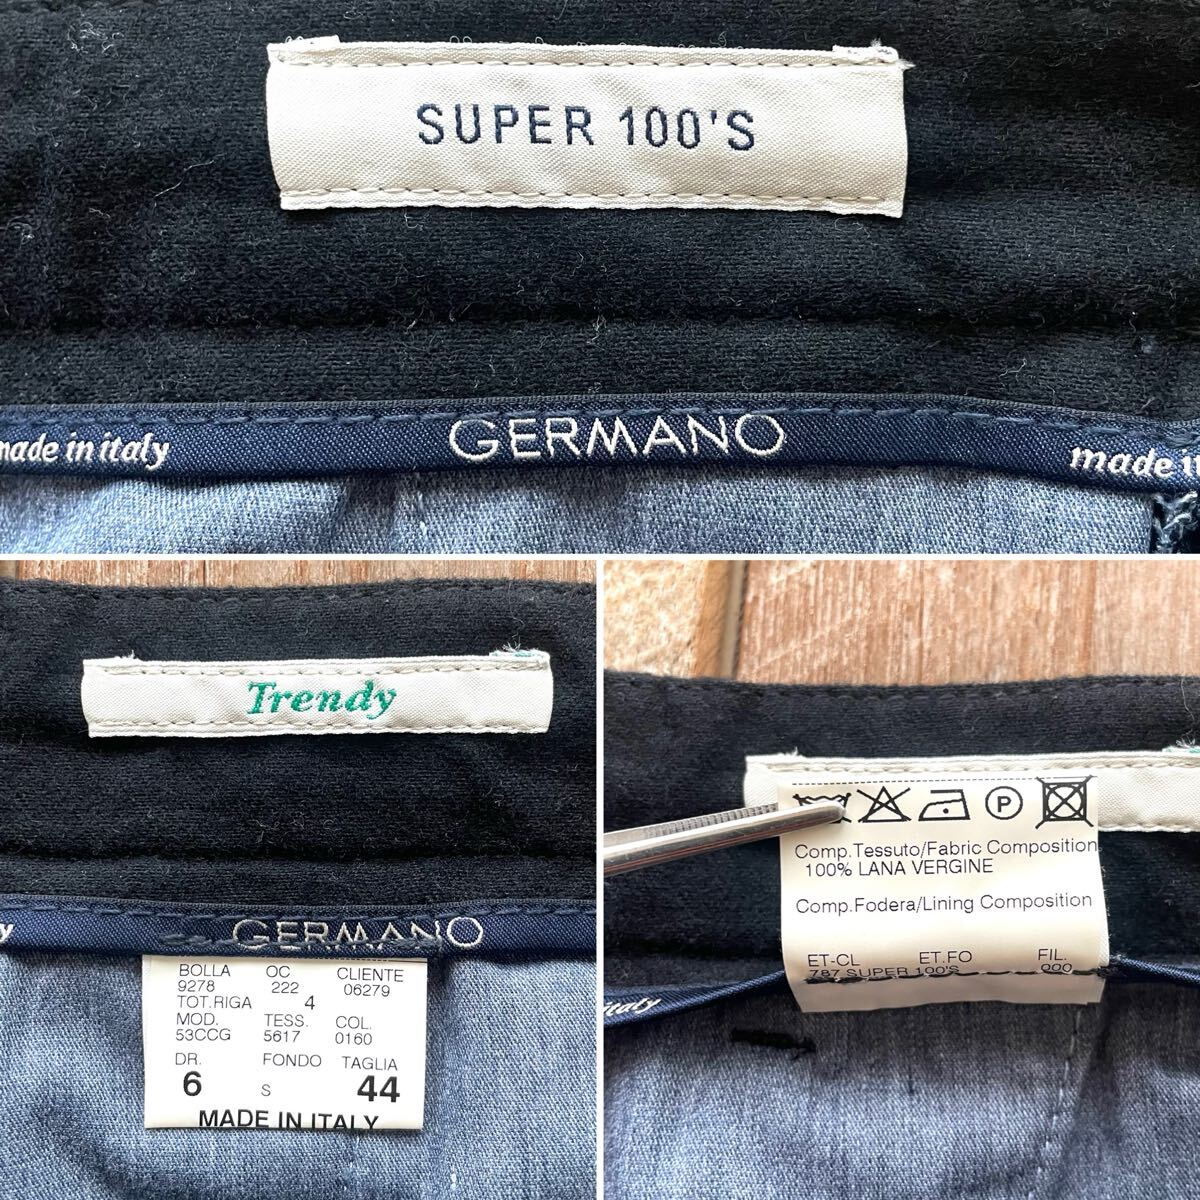 SUPER 100'S
made in italy GERMANO made
Trendy
GERMANO
BOLLA OC CLIENTE
9278 222 06279
TOT.RIGA 4
MOD. TESS. COL.
53CCG 5617 0160
DR. FONDO TAGLIA
6 S 44
MADE IN ITALY
P
Comp.Tessuto/Fabric Composition
100% LANA VERGINE
Comp.Fodera/Lining Composition
ET-CL ET.FO FIL.
787 SUPER 100'S 000
italy